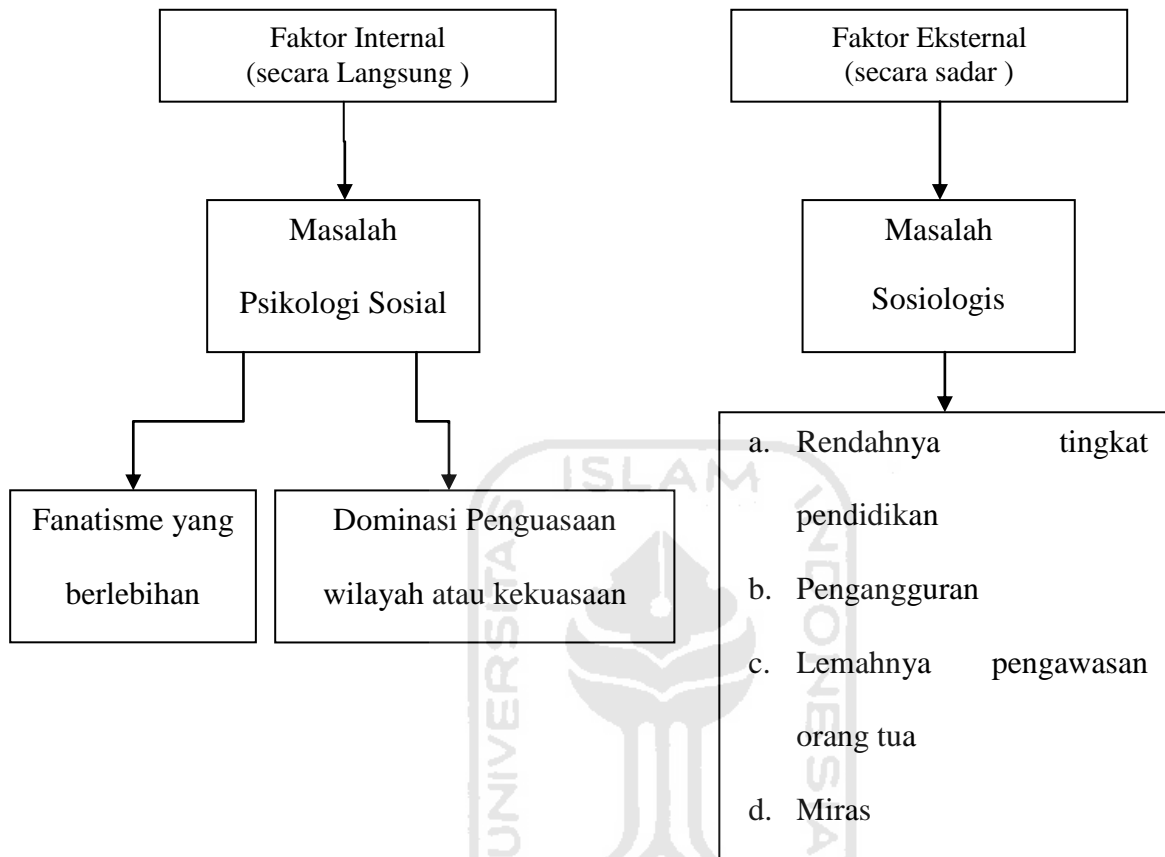 Faktor Internal
(secara Langsung )
Faktor Eksternal
(secara sadar )
Masalah
Psikologi Sosial
Masalah
Sosiologis
Fanatisme yang
berlebihan
Dominasi Penguasaan
wilayah atau kekuasaan
a. Rendahnya tingkat
pendidikan
b. Pengangguran
c. Lemahnya pengawasan
orang tua
d. Miras
UNIVERSITAS
ISLAM
INDONESIA